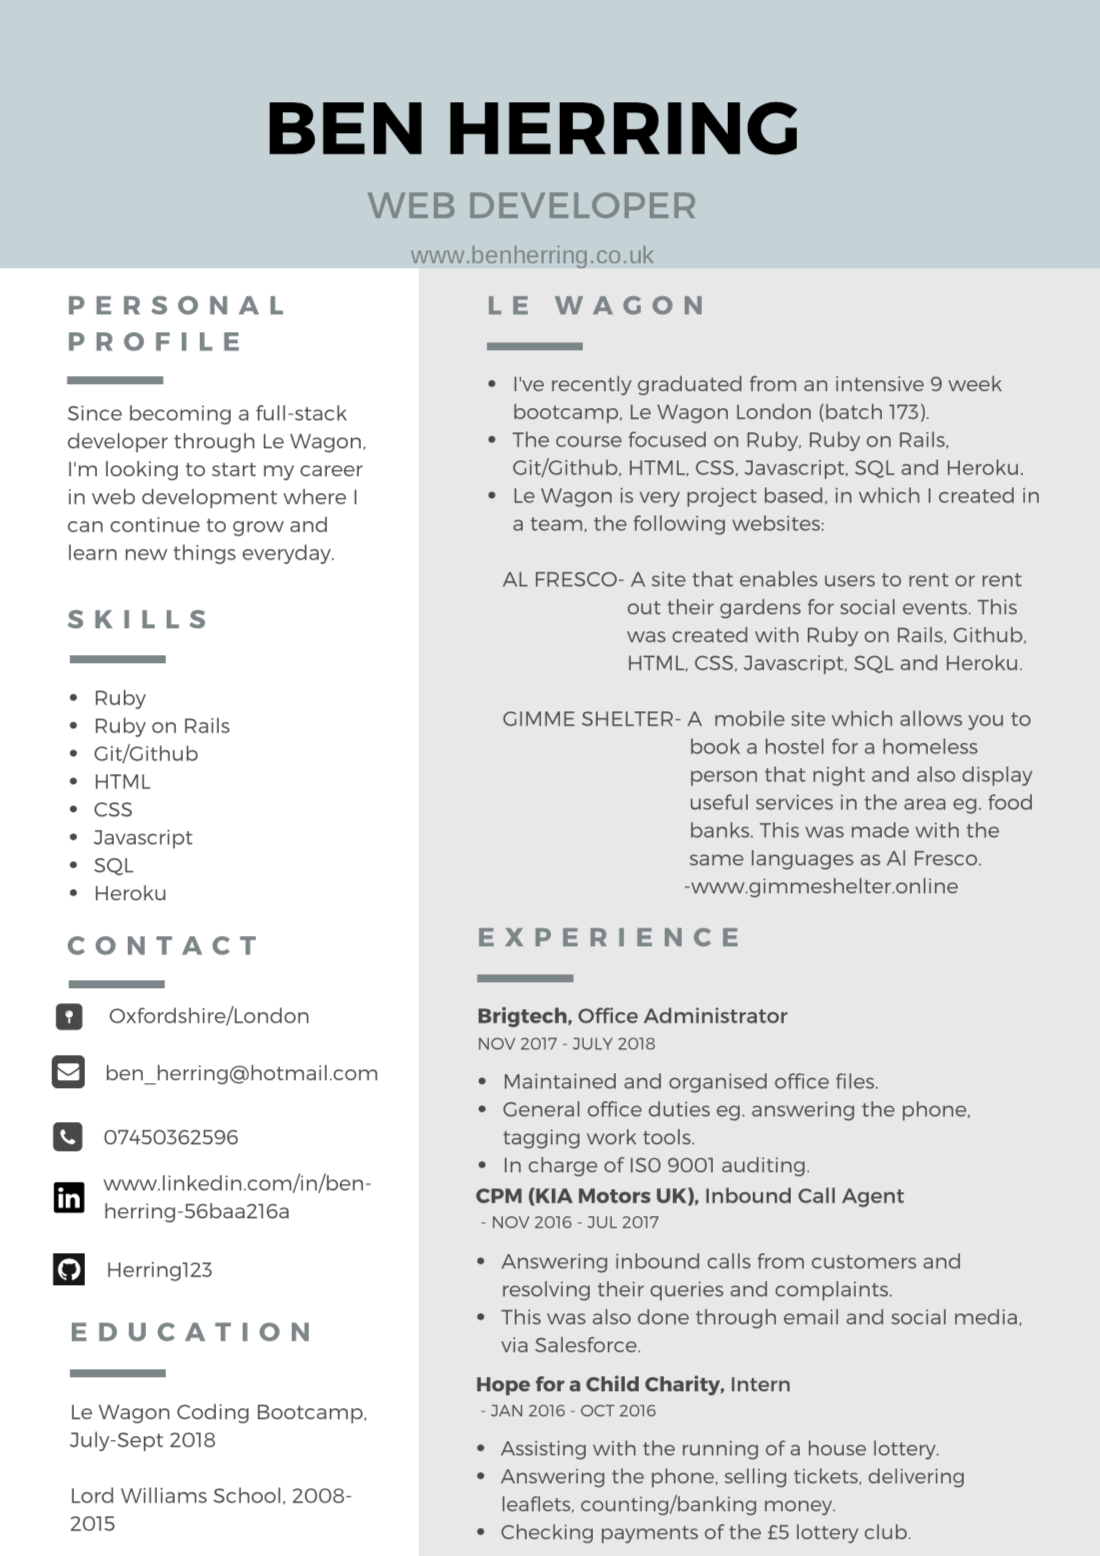 BEN HERRING
WEB DEVELOPER
www.benherring.co.uk
PERSONAL
PROFILE
Since becoming a full-stack
developer through Le Wagon,
I'm looking to start my career
in web development where I
can continue to grow and
learn new things everyday.
SKILLS
• Ruby
• Ruby on Rails
• Git/Github
• HTML
• CSS
• Javascript
• SQL
• Heroku
CONTACT
Oxfordshire/London
ben_herring@hotmail.com
07450362596
in
www.linkedin.com/in/ben-
herring-56baa216a
Herring123
EDUCATION
Le Wagon Coding Bootcamp,
July-Sept 2018
Lord Williams School, 2008-
2015
LE WAGON
• I've recently graduated from an intensive 9 week
bootcamp, Le Wagon London (batch 173).
• The course focused on Ruby, Ruby on Rails,
Git/Github, HTML, CSS, Javascript, SQL and Heroku.
• Le Wagon is very project based, in which I created in
a team, the following websites:
AL FRESCO- A site that enables users to rent or rent
out their gardens for social events. This
was created with Ruby on Rails, Github,
HTML, CSS, Javascript, SQL and Heroku.
GIMME SHELTER- A  mobile site which allows you to
book a hostel for a homeless
person that night and also display
useful services in the area eg. food
banks. This was made with the
same languages as Al Fresco.
-www.gimmeshelter.online
EXPERIENCE
Brigtech, Office Administrator
NOV 2017 - JULY 2018
• Maintained and organised office files.
• General office duties eg. answering the phone,
tagging work tools.
• In charge of IS0 9001 auditing.
CPM (KIA Motors UK), Inbound Call Agent
- NOV 2016 - JUL 2017
• Answering inbound calls from customers and
resolving their queries and complaints.
• This was also done through email and social media,
via Salesforce.
Hope for a Child Charity, Intern
- JAN 2016 - OCT 2016
• Assisting with the running of a house lottery.
• Answering the phone, selling tickets, delivering
leaflets, counting/banking money.
• Checking payments of the £5 lottery club.